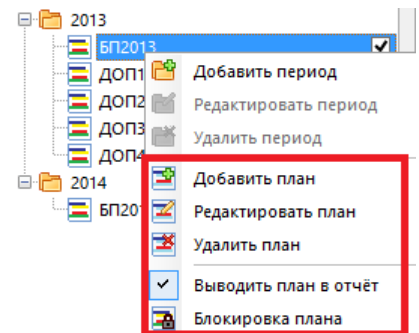 2013
БП2013
ДОП1
ДОП2
ДОП3
ДОП4
2014
БП20
Добавить период
Редактировать период
Удалить период
Добавить план
Редактировать план
Удалить план
Выводить план в отчёт
Блокировка плана